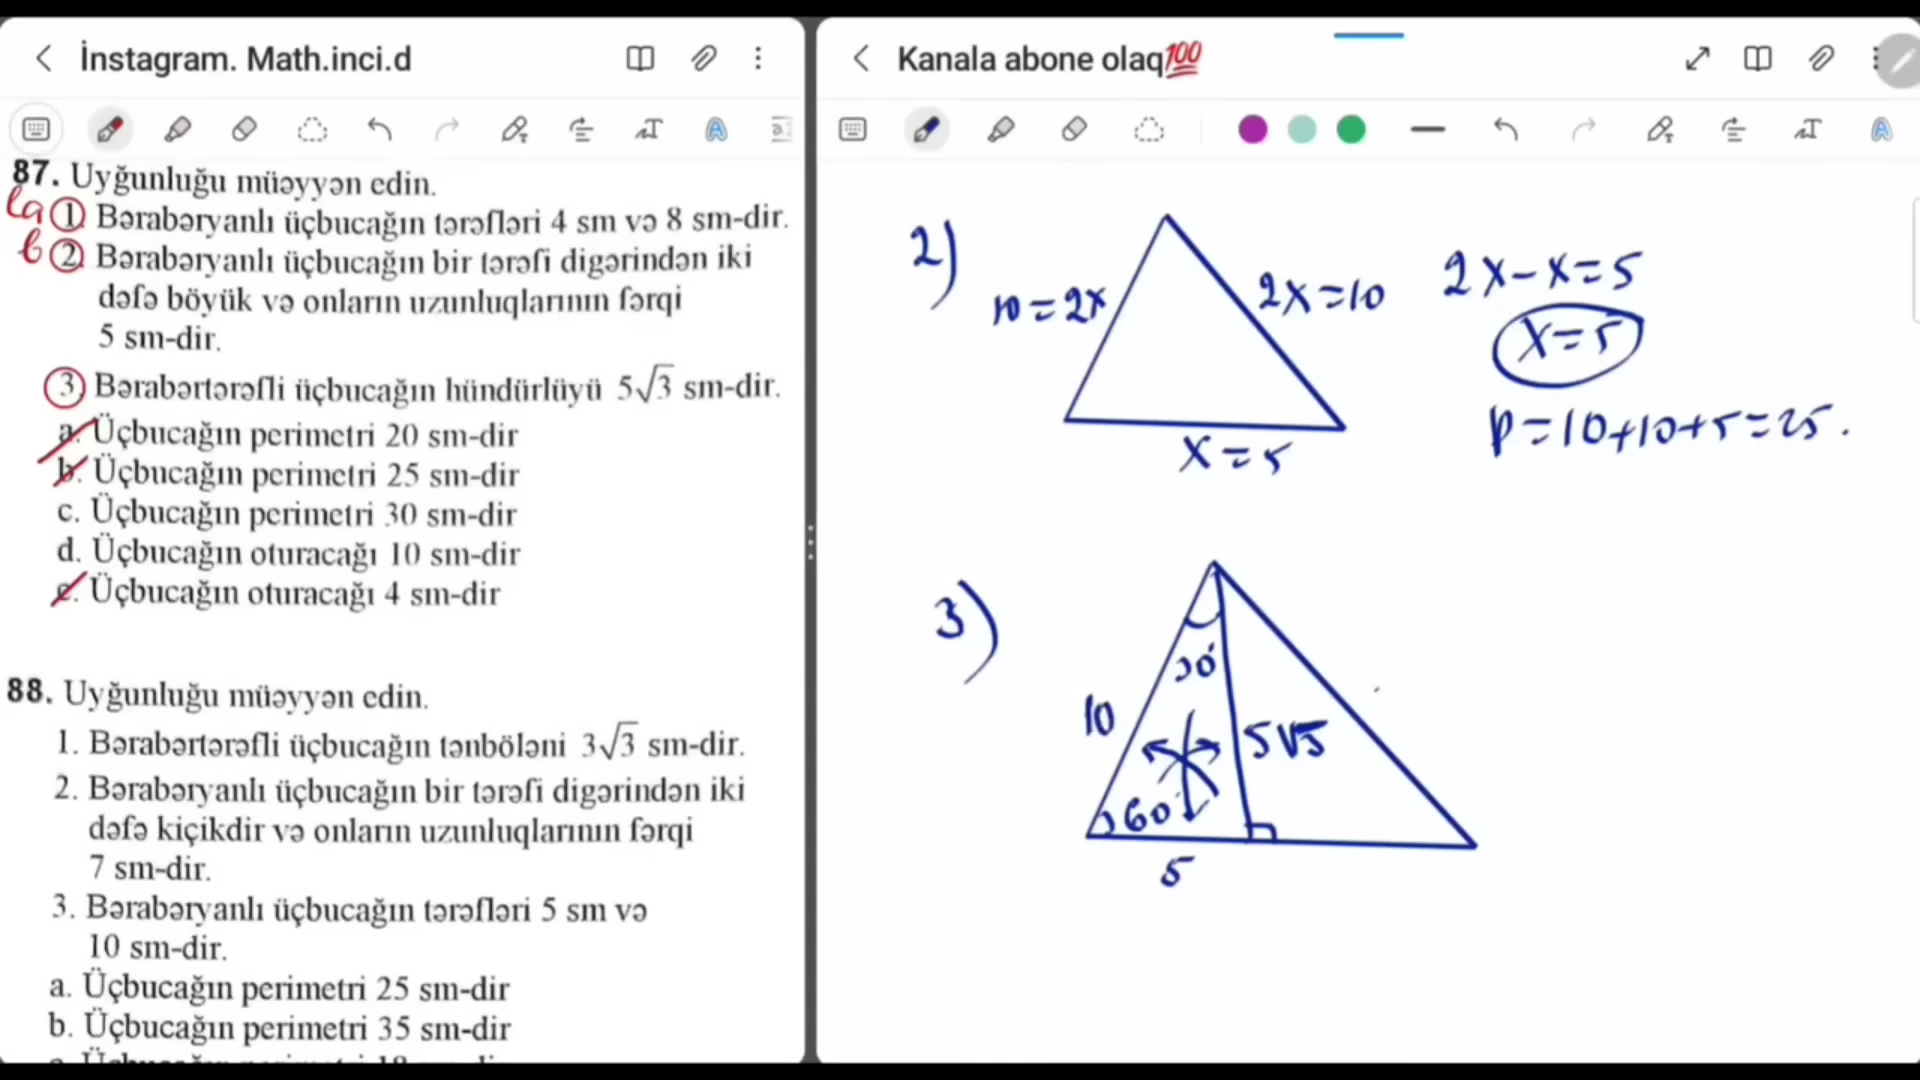 İnstagram. Math.inci.d
87. Uyğunluğu müəyyən edin.
ea 1. Bərabəryanlı üçbucağın tərəfləri 4 sm və 8 sm-dir.
b 2. Bərabəryanlı üçbucağın bir tərəfi digərindən iki
dəfə böyük və onların uzunluqlarının fərqi
5 sm-dir.
3. Bərabərtərəfli üçbucağın hündürlüyü 5√3 sm-dir.
a. Üçbucağın perimetri 20 sm-dir
b. Üçbucağın perimetri 25 sm-dir
c. Üçbucağın perimetri 30 sm-dir
d. Üçbucağın oturacağı 10 sm-dir
e. Üçbucağın oturacağı 4 sm-dir
88. Uyğunluğu müəyyən edin.
1. Bərabərtərəfli üçbucağın tənböləni 3√3 sm-dir.
2. Bərabəryanlı üçbucağın bir tərəfi digərindən iki
dəfə kiçikdir və onların uzunluqlarının fərqi
7 sm-dir.
3. Bərabəryanlı üçbucağın tərəfləri 5 sm və
10 sm-dir.
a. Üçbucağın perimetri 25 sm-dir
b. Üçbucağın perimetri 35 sm-dir
Kanala abone olaq💯
2)
10=2x
2x=10
x=5
2x-x=5
x=5
P=10+10+5=25.
3)
30°
10
5√3
60°
5